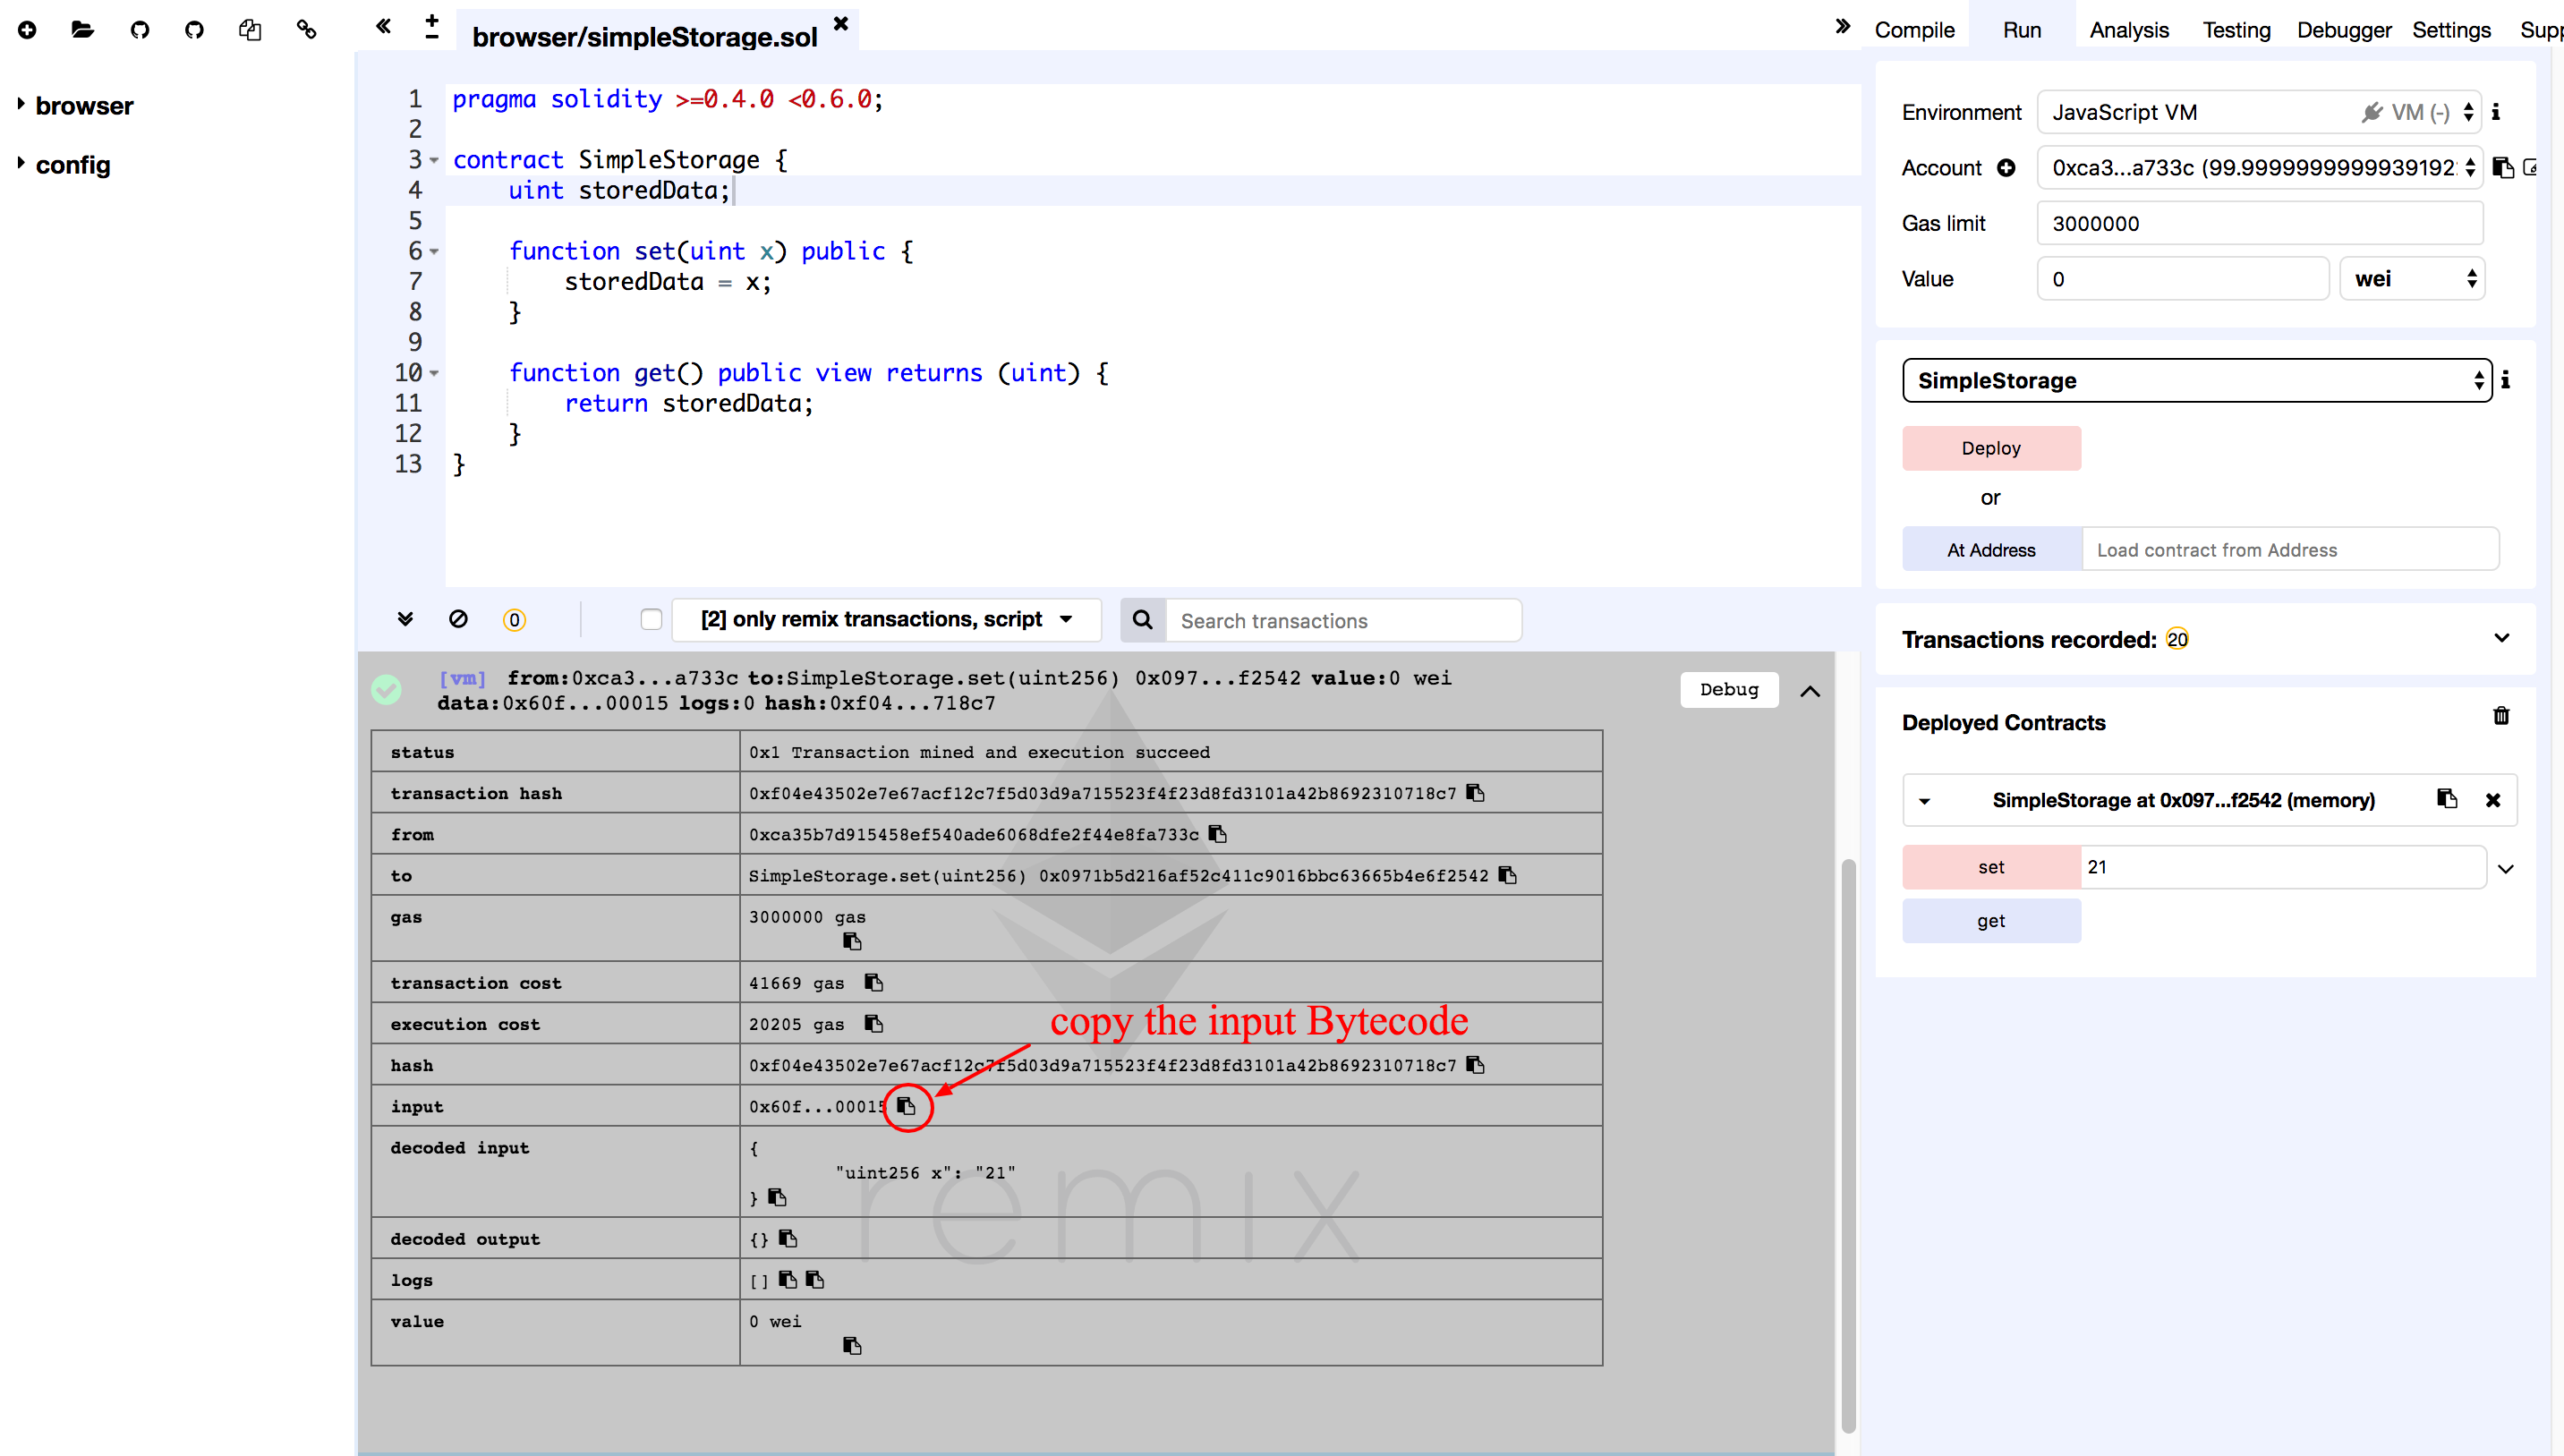 browser/simpleStorage.sol
Compile Run Analysis Testing Debugger Settings Supp
browser
config
1 pragma solidity >=0.4.0 <0.6.0;
2
3 contract SimpleStorage {
4 uint storedData;
5
6 function set(uint x) public {
7 storedData = x;
8 }
9
10 function get() public view returns (uint) {
11 return storedData;
12 }
13 }
0 [2] only remix transactions, script Search transactions
[vm] from:0xca3...a733c to:SimpleStorage.set(uint256) 0x097...f2542 value:0 wei
data:0x60f...00015 logs:0 hash:0xf04...718c7
Debug
status 0x1 Transaction mined and execution succeed
transaction hash 0xf04e43502e7e67acf12c7f5d03d9a715523f4f23d8fd3101a42b8692310718c7
from 0xca35b7d915458ef540ade6068dfe2f44e8fa733c
to SimpleStorage.set(uint256) 0x0971b5d216af52c411c9016bbc63665b4e6f2542
gas 3000000 gas
transaction cost 41669 gas
execution cost 20205 gas
copy the input Bytecode
hash 0xf04e43502e7e67acf12c7f5d03d9a715523f4f23d8fd3101a42b8692310718c7
input 0x60f...00015
decoded input {
"uint256 x": "21"
}
decoded output {}
logs []
value 0 wei
remix
Environment JavaScript VM VM (-)
Account 0xca3...a733c (99.9999999999939192
Gas limit 3000000
Value 0 wei
SimpleStorage
Deploy
or
At Address Load contract from Address
Transactions recorded: 20
Deployed Contracts
SimpleStorage at 0x097...f2542 (memory)
set 21
get